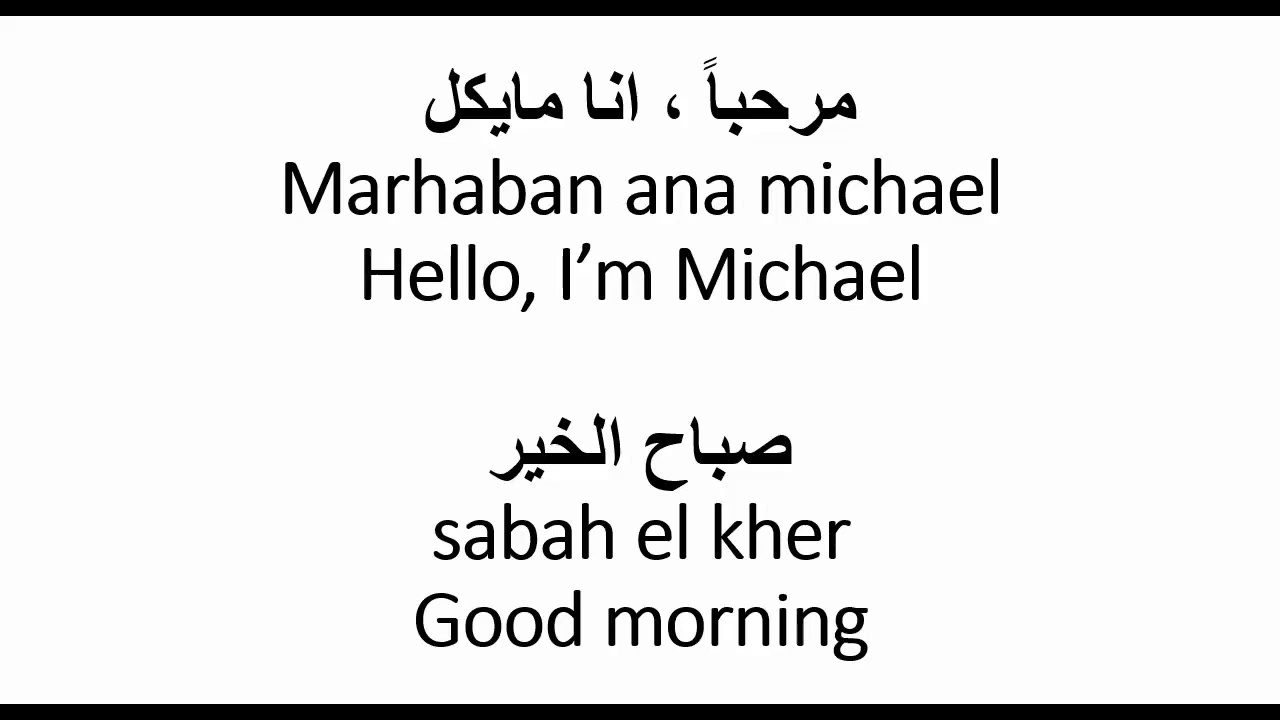 مرحباً ، انا مايكل
Marhaban ana michael
Hello, I’m Michael
صباح الخير
sabah el kher
Good morning